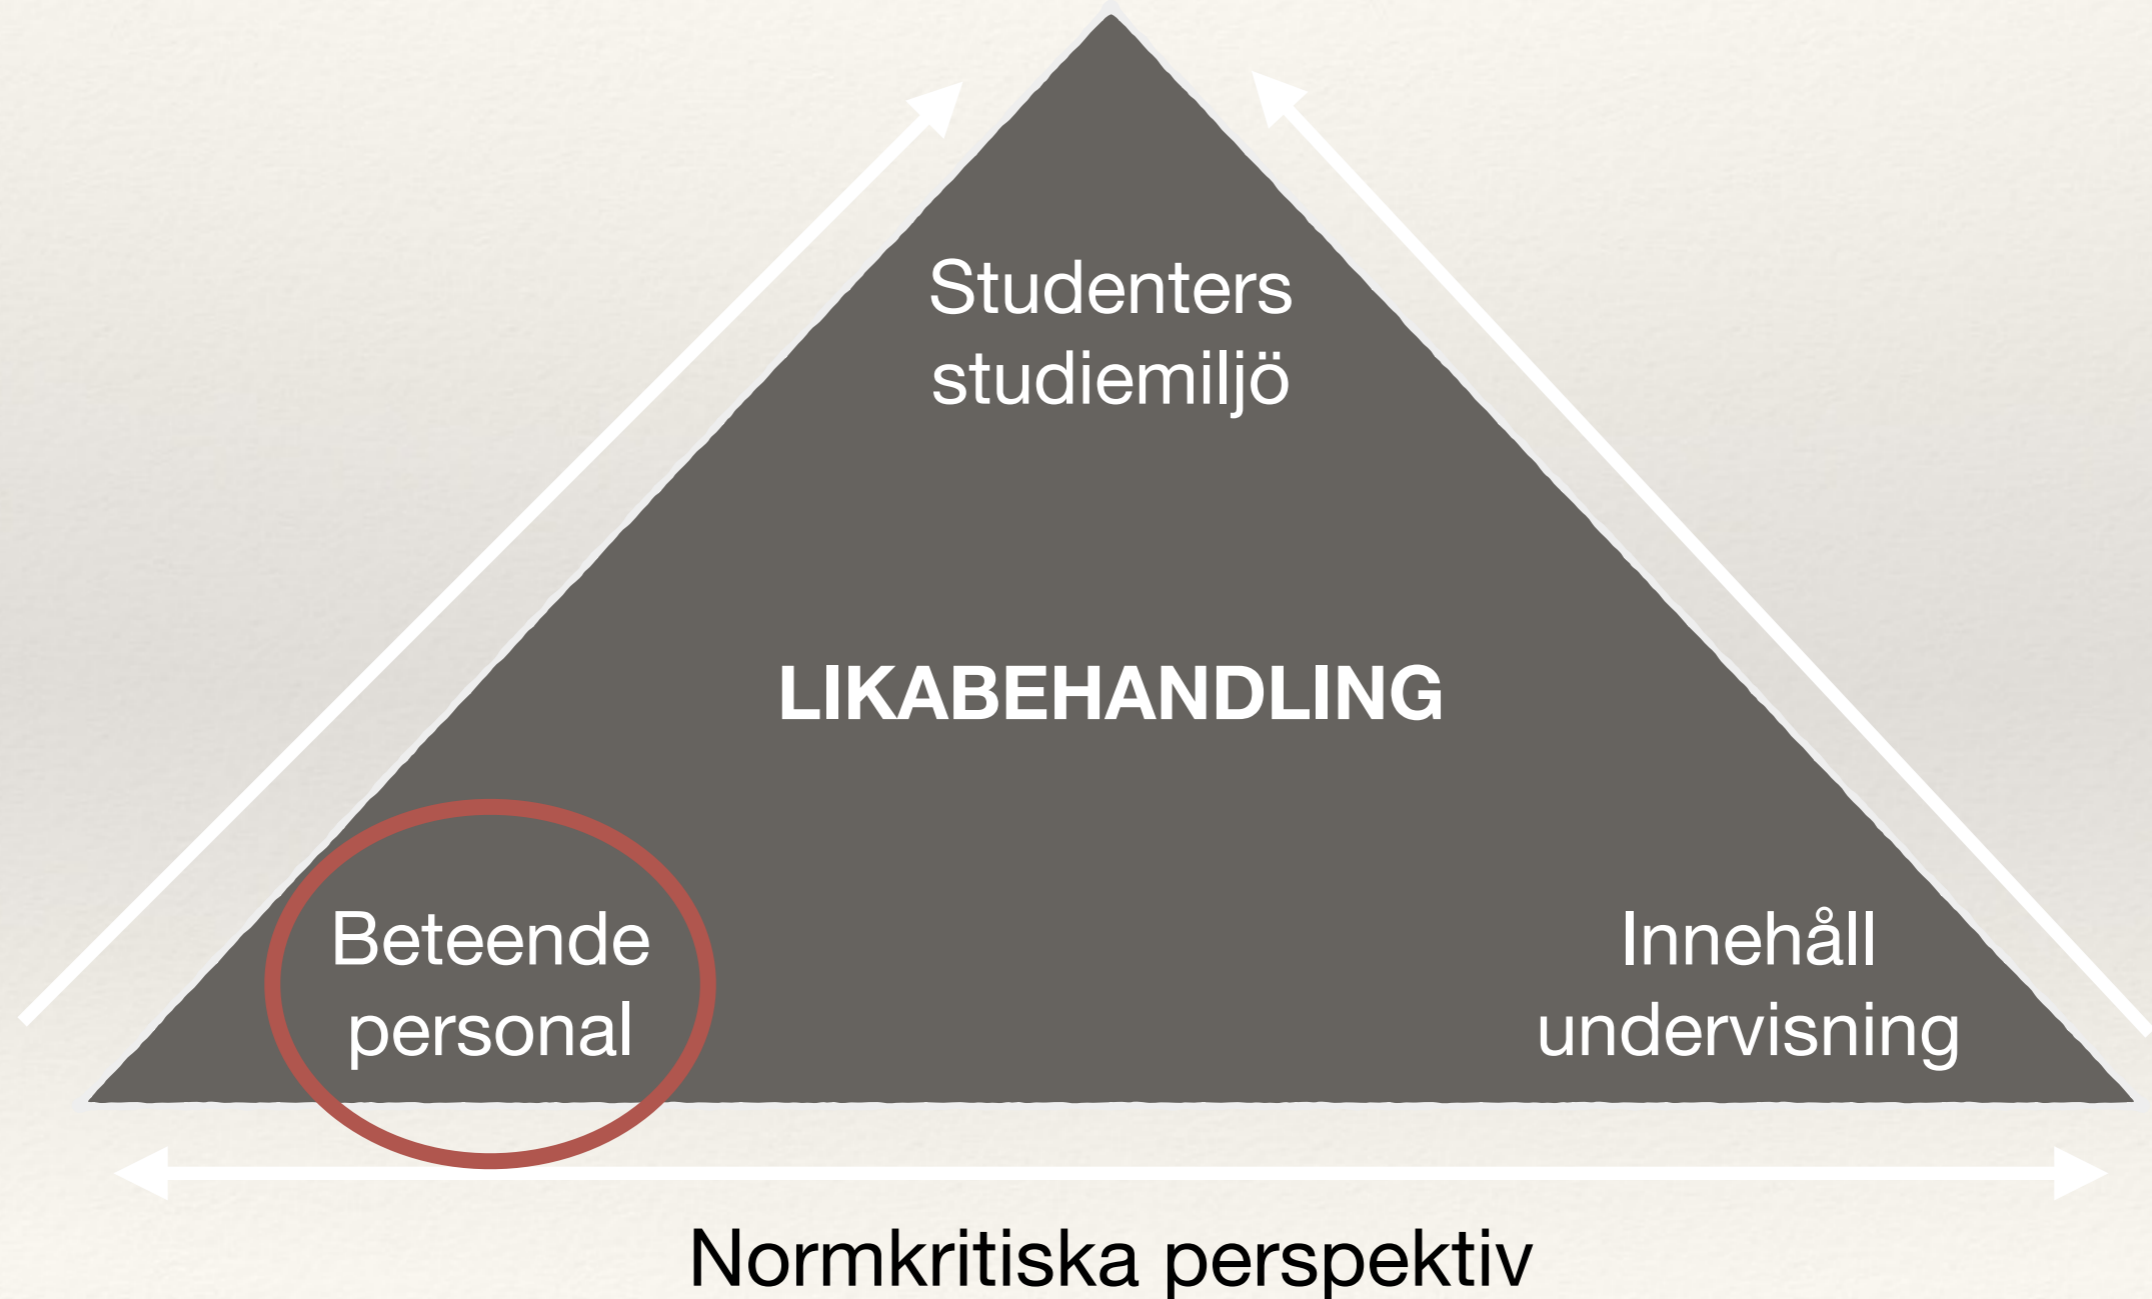 Studenters
studiemiljö
LIKABEHANDLING
Beteende
personal
Innehåll
undervisning
Normkritiska perspektiv